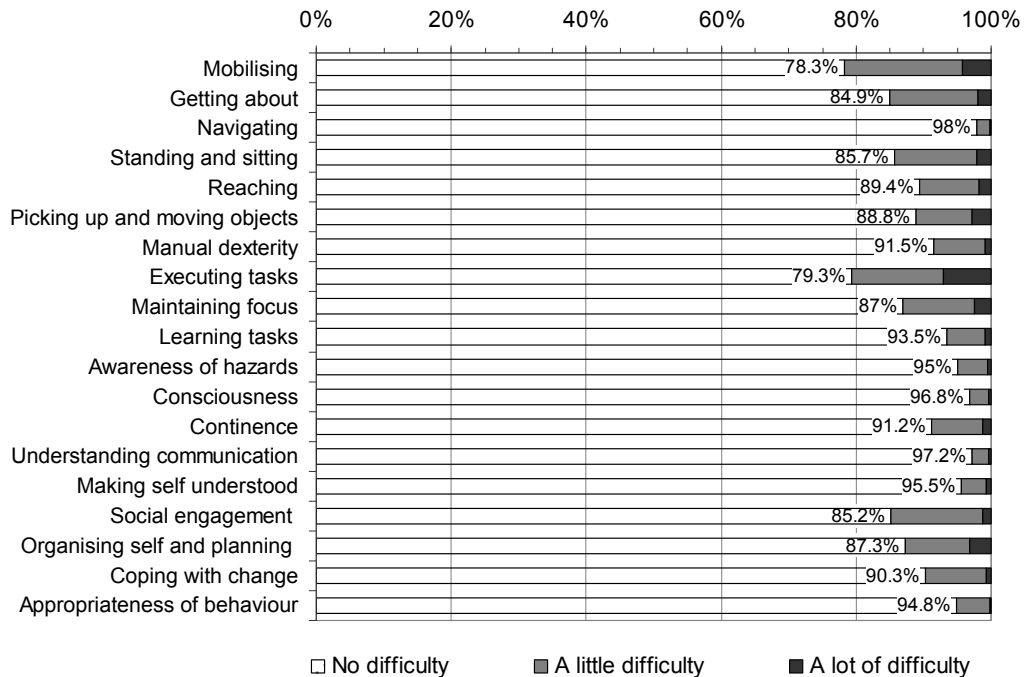 0% 20% 40% 60% 80% 100%
Mobilising 78.3%
Getting about 84.9%
Navigating 98%
Standing and sitting 85.7%
Reaching 89.4%
Picking up and moving objects 88.8%
Manual dexterity 91.5%
Executing tasks 79.3%
Maintaining focus 87%
Learning tasks 93.5%
Awareness of hazards 95%
Consciousness 96.8%
Continence 91.2%
Understanding communication 97.2%
Making self understood 95.5%
Social engagement 85.2%
Organising self and planning 87.3%
Coping with change 90.3%
Appropriateness of behaviour 94.8%
No difficulty A little difficulty A lot of difficulty